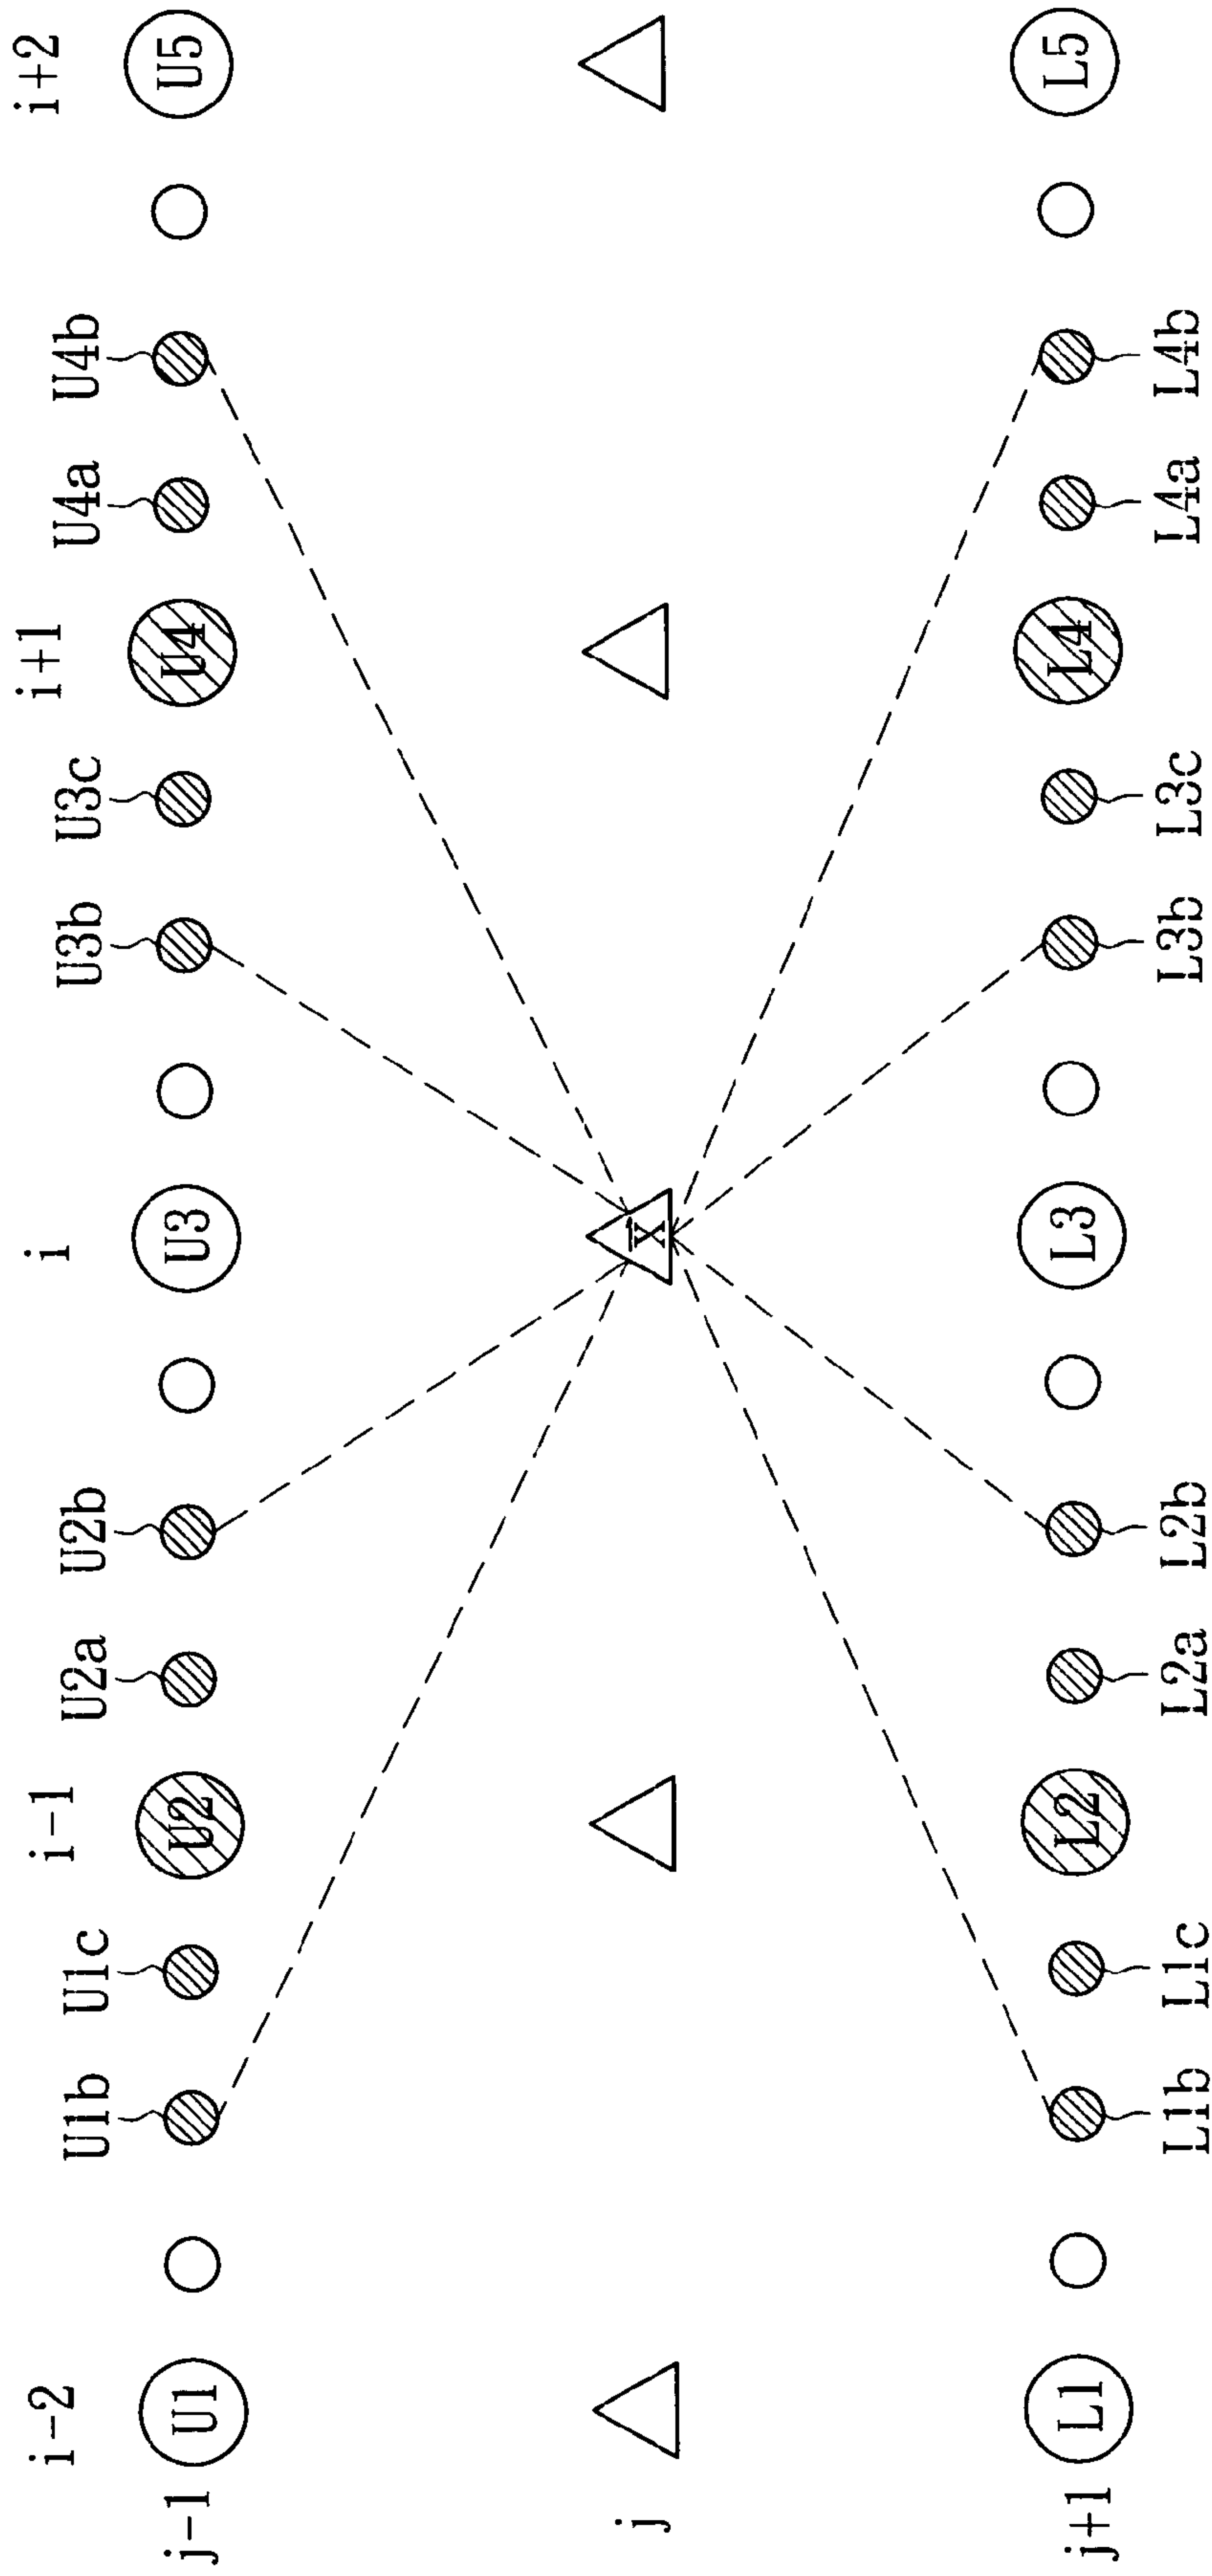 i-2 i-1 i i+1 i+2
U1b U1c U2a U2b U3b U3c U4a U4b
j-1 U1 U2 U3 U4 U5
j X
j+1 L1 L2 L3 L4 L5
L1b L1c L2a L2b L3b L3c L4a L4b